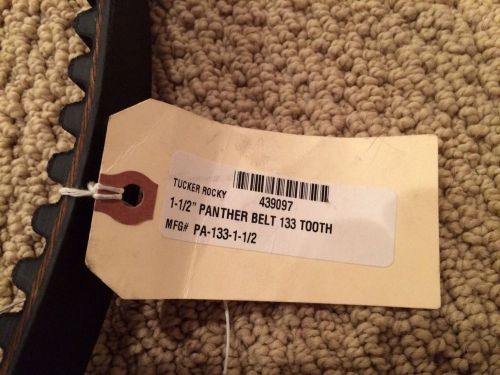 TUCKER ROCKY
439097
1-1/2" PANTHER BELT 133 TOOTH
MFG# PA-133-1-1/2